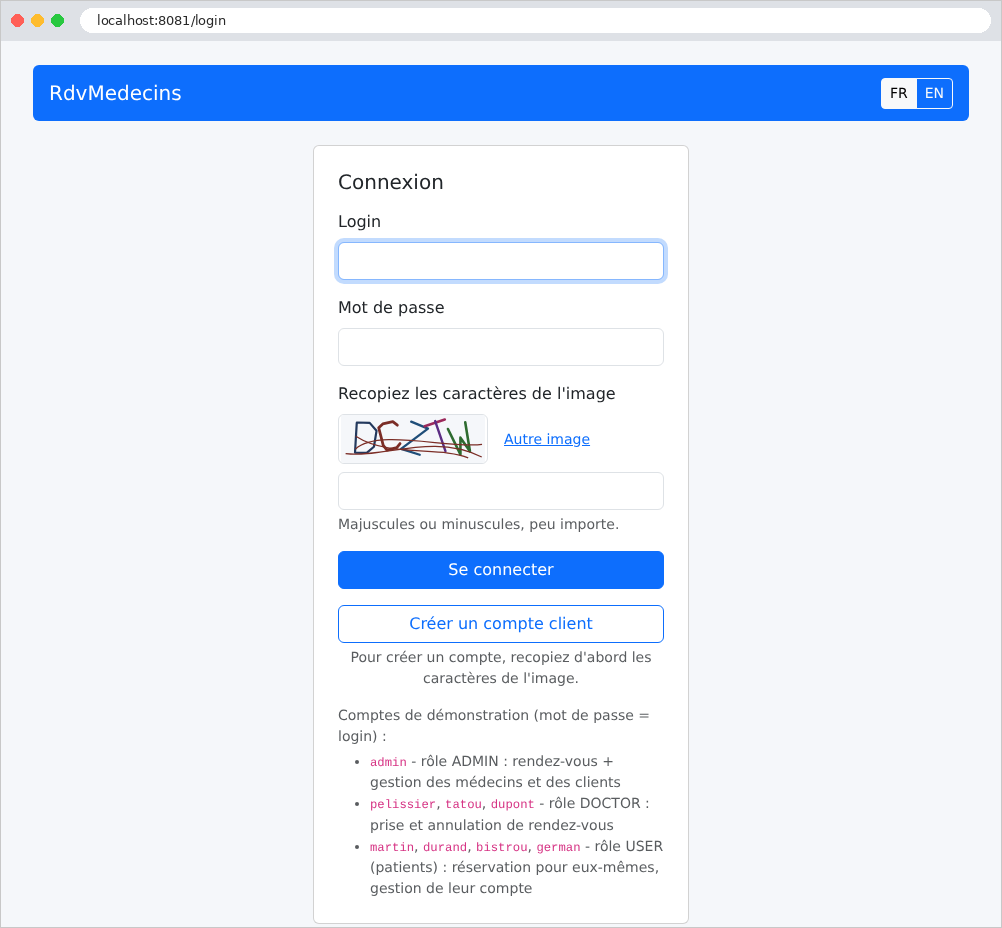 localhost:8081/login
RdvMedecins
FR EN
Connexion
Login
Mot de passe
Recopiez les caractères de l'image
Autre image
Majuscules ou minuscules, peu importe.
Se connecter
Créer un compte client
Pour créer un compte, recopiez d'abord les
caractères de l'image.
Comptes de démonstration (mot de passe =
login) :
admin - rôle ADMIN : rendez-vous +
gestion des médecins et des clients
pelissier, tatou, dupont - rôle DOCTOR :
prise et annulation de rendez-vous
martin, durand, bistrou, german - rôle USER
(patients) : réservation pour eux-mêmes,
gestion de leur compte